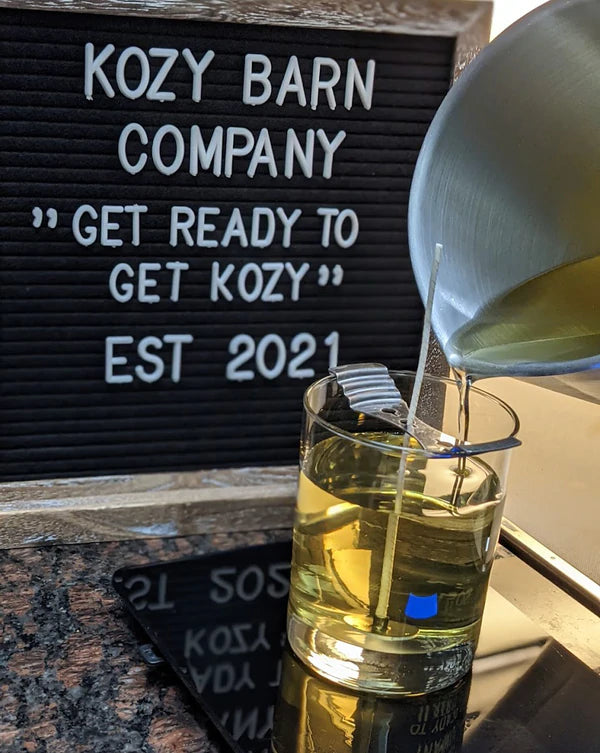 KOZY BARN
COMPANY
” GET READY TO
GET KOZY ”
EST 2021